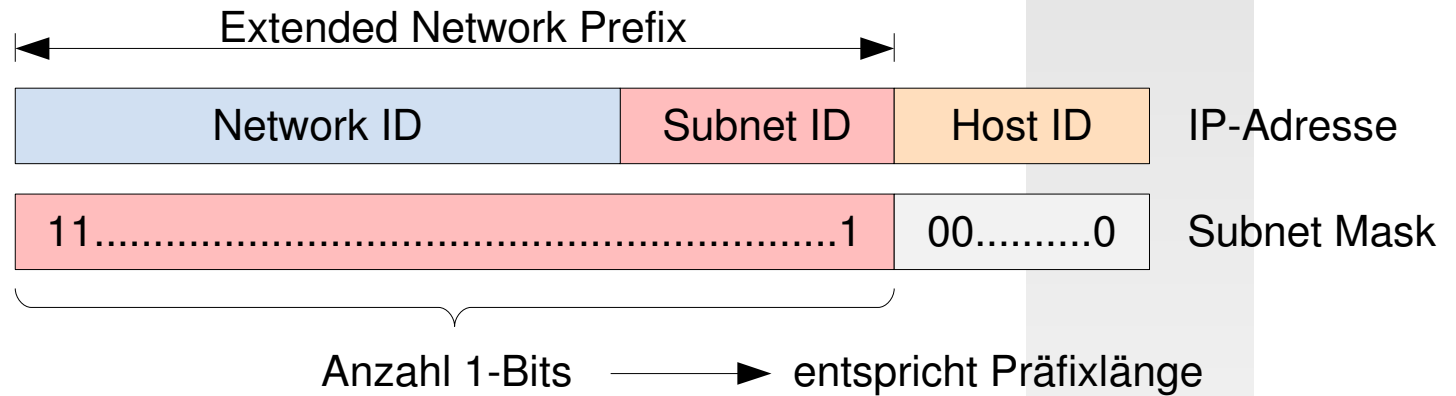 Extended Network Prefix
Network ID Subnet ID Host ID IP-Adresse
11................................................................1 00..........0 Subnet Mask
Anzahl 1-Bits entspricht Präfixlänge